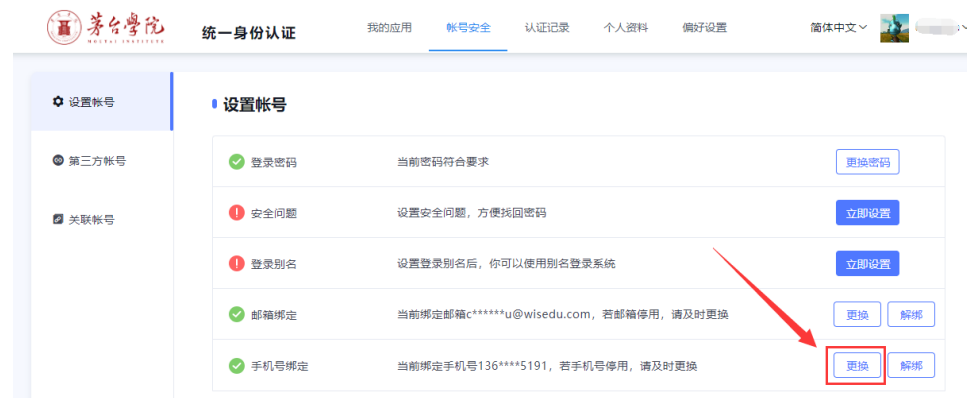 茅台学院
MOUTAI INSTITUTE
统一身份认证 我的应用 帐号安全 认证记录 个人资料 偏好设置 简体中文
设置帐号
第三方帐号
关联帐号
设置帐号
登录密码 当前密码符合要求 更换密码
安全问题 设置安全问题，方便找回密码 立即设置
登录别名 设置登录别名后，你可以使用别名登录系统 立即设置
邮箱绑定 当前绑定邮箱c******u@wisedu.com，若邮箱停用，请及时更换 更换 解绑
手机号绑定 当前绑定手机号136****5191，若手机号停用，请及时更换 更换 解绑